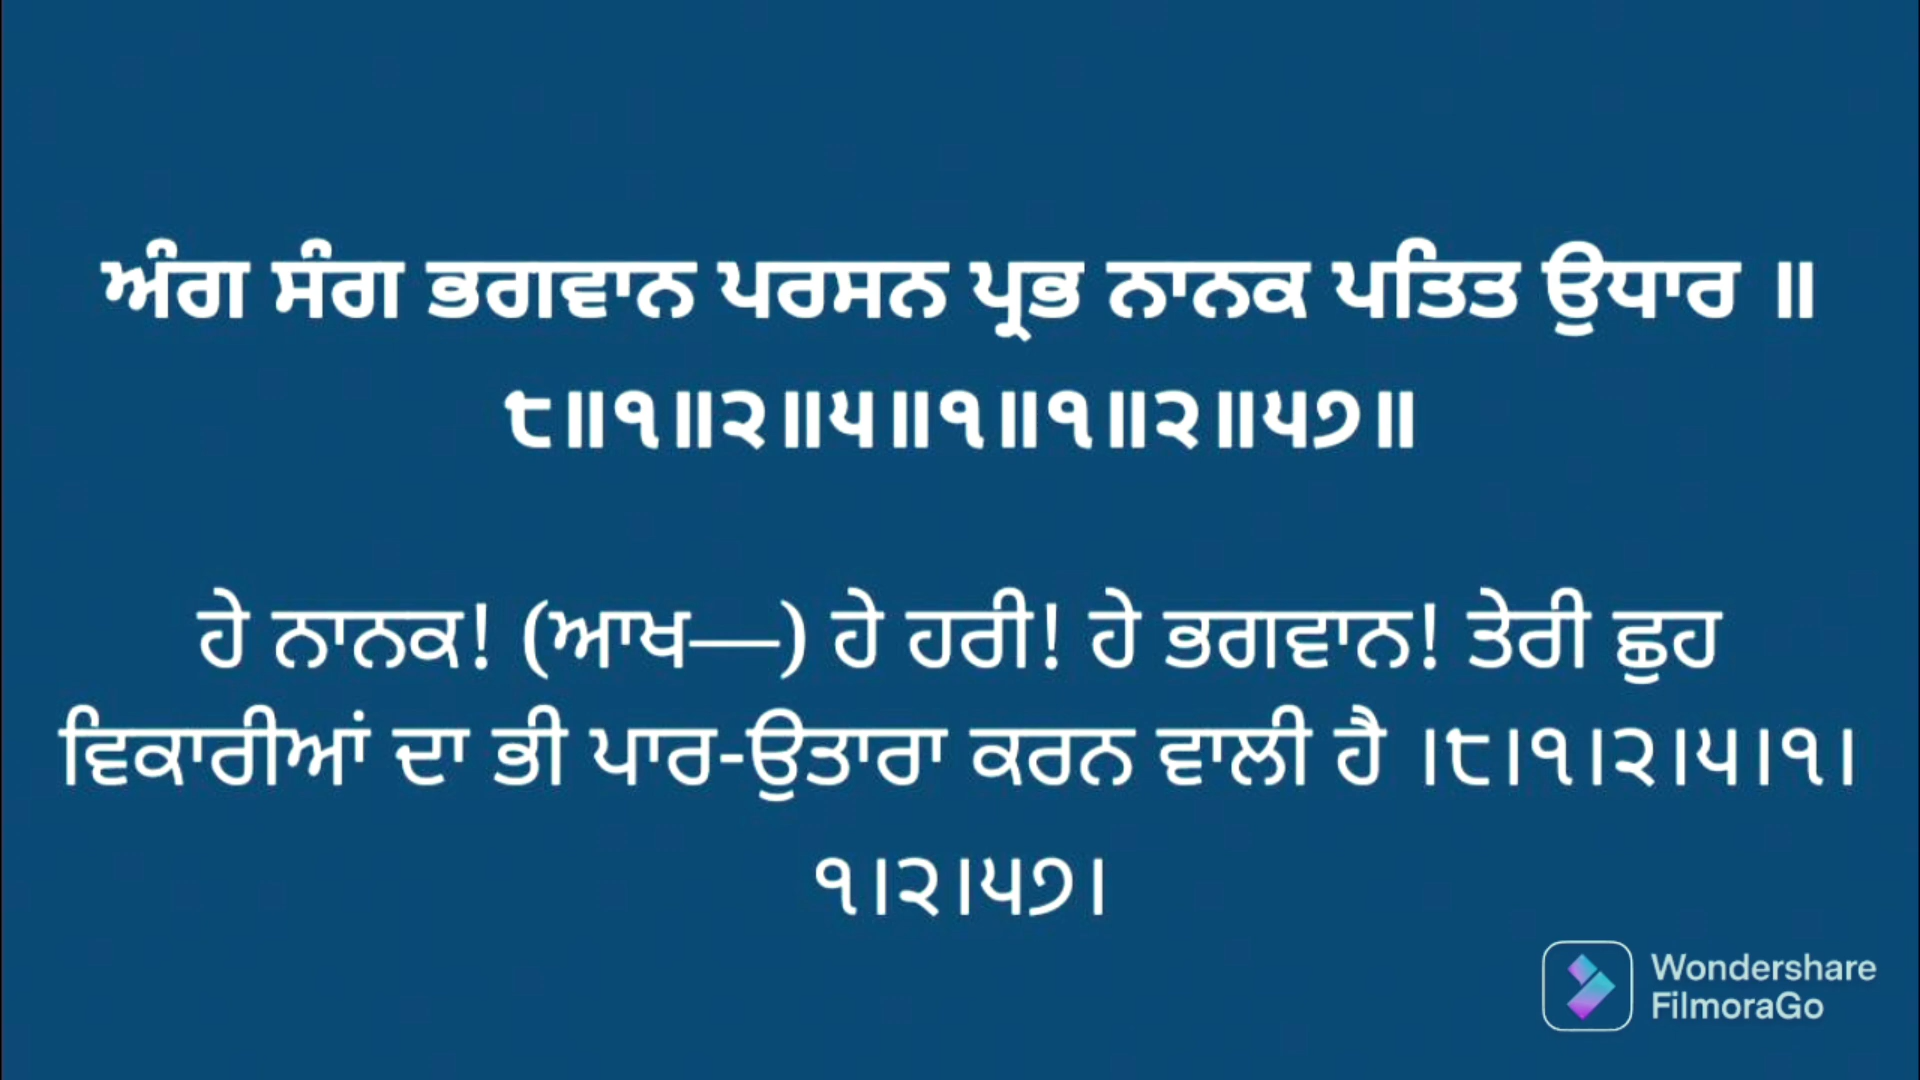 ਅੰਗ ਸੰਗ ਭਗਵਾਨ ਪਰਸਨ ਪ੍ਰਭ ਨਾਨਕ ਪਤਿਤ ਉਧਾਰ ॥
੮॥੧॥੨॥੫॥੧॥੧॥੨॥੫੭॥
ਹੇ ਨਾਨਕ! (ਆਖ—) ਹੇ ਹਰੀ! ਹੇ ਭਗਵਾਨ! ਤੇਰੀ ਛੁਹ
ਵਿਕਾਰੀਆਂ ਦਾ ਭੀ ਪਾਰ-ਉਤਾਰਾ ਕਰਨ ਵਾਲੀ ਹੈ ।੮।੧।੨।੫।੧।
੧।੨।੫੭।
Wondershare
FilmoraGo